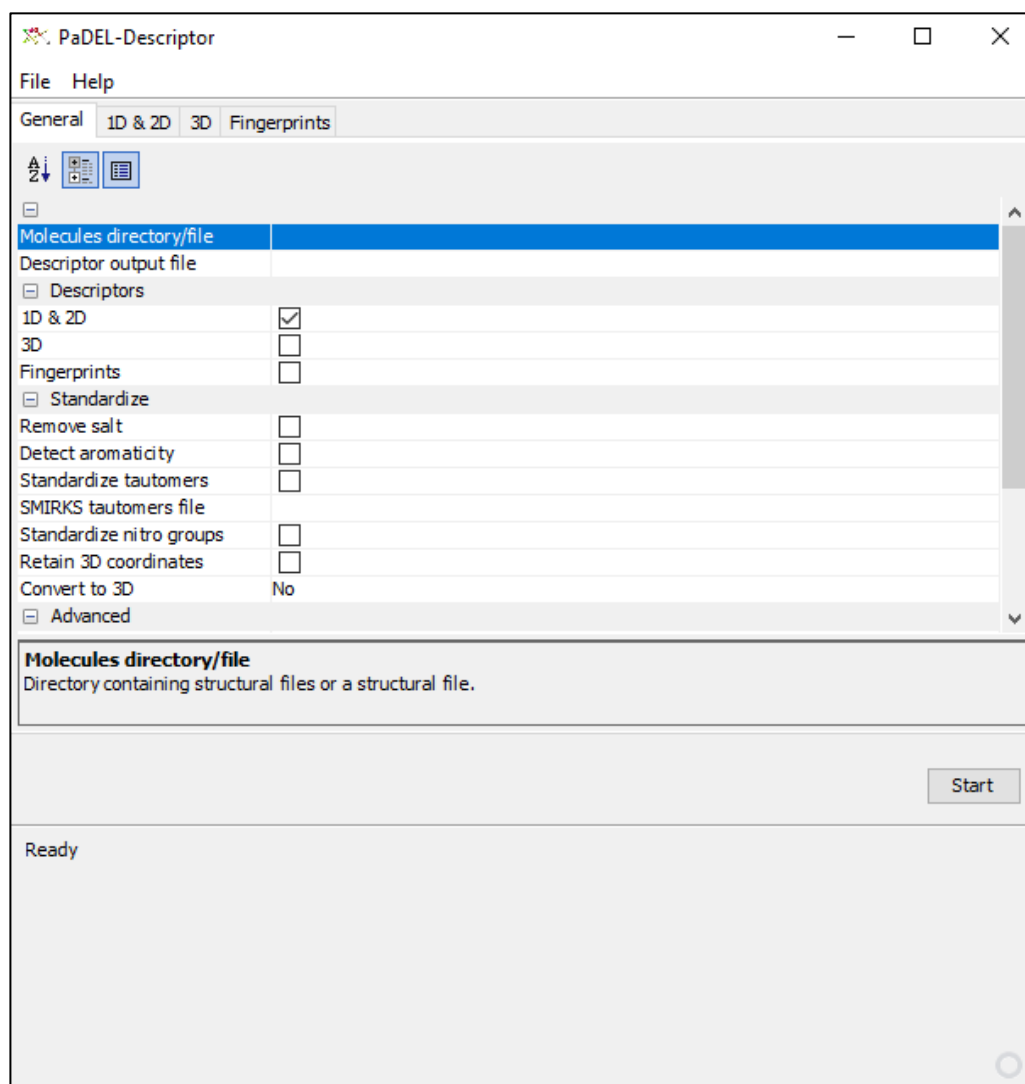 PaDEL-Descriptor
File Help
General 1D & 2D 3D Fingerprints
A
Z
Molecules directory/file
Descriptor output file
Descriptors
1D & 2D
3D
Fingerprints
Standardize
Remove salt
Detect aromaticity
Standardize tautomers
SMIRKS tautomers file
Standardize nitro groups
Retain 3D coordinates
Convert to 3D No
Advanced
Molecules directory/file
Directory containing structural files or a structural file.
Start
Ready